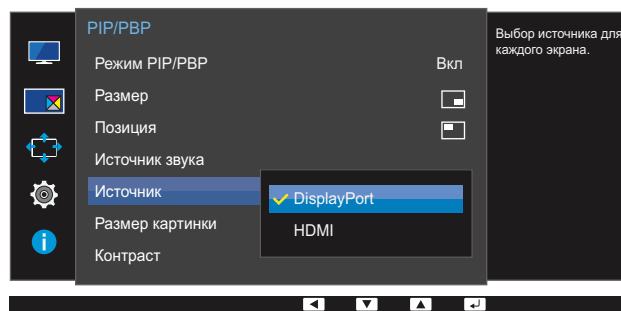 PIP/PBP
Режим PIP/PBP Вкл
Размер
Позиция
Источник звука
Источник
DisplayPort
HDMI
Размер картинки
Контраст
Выбор источника для
каждого экрана.